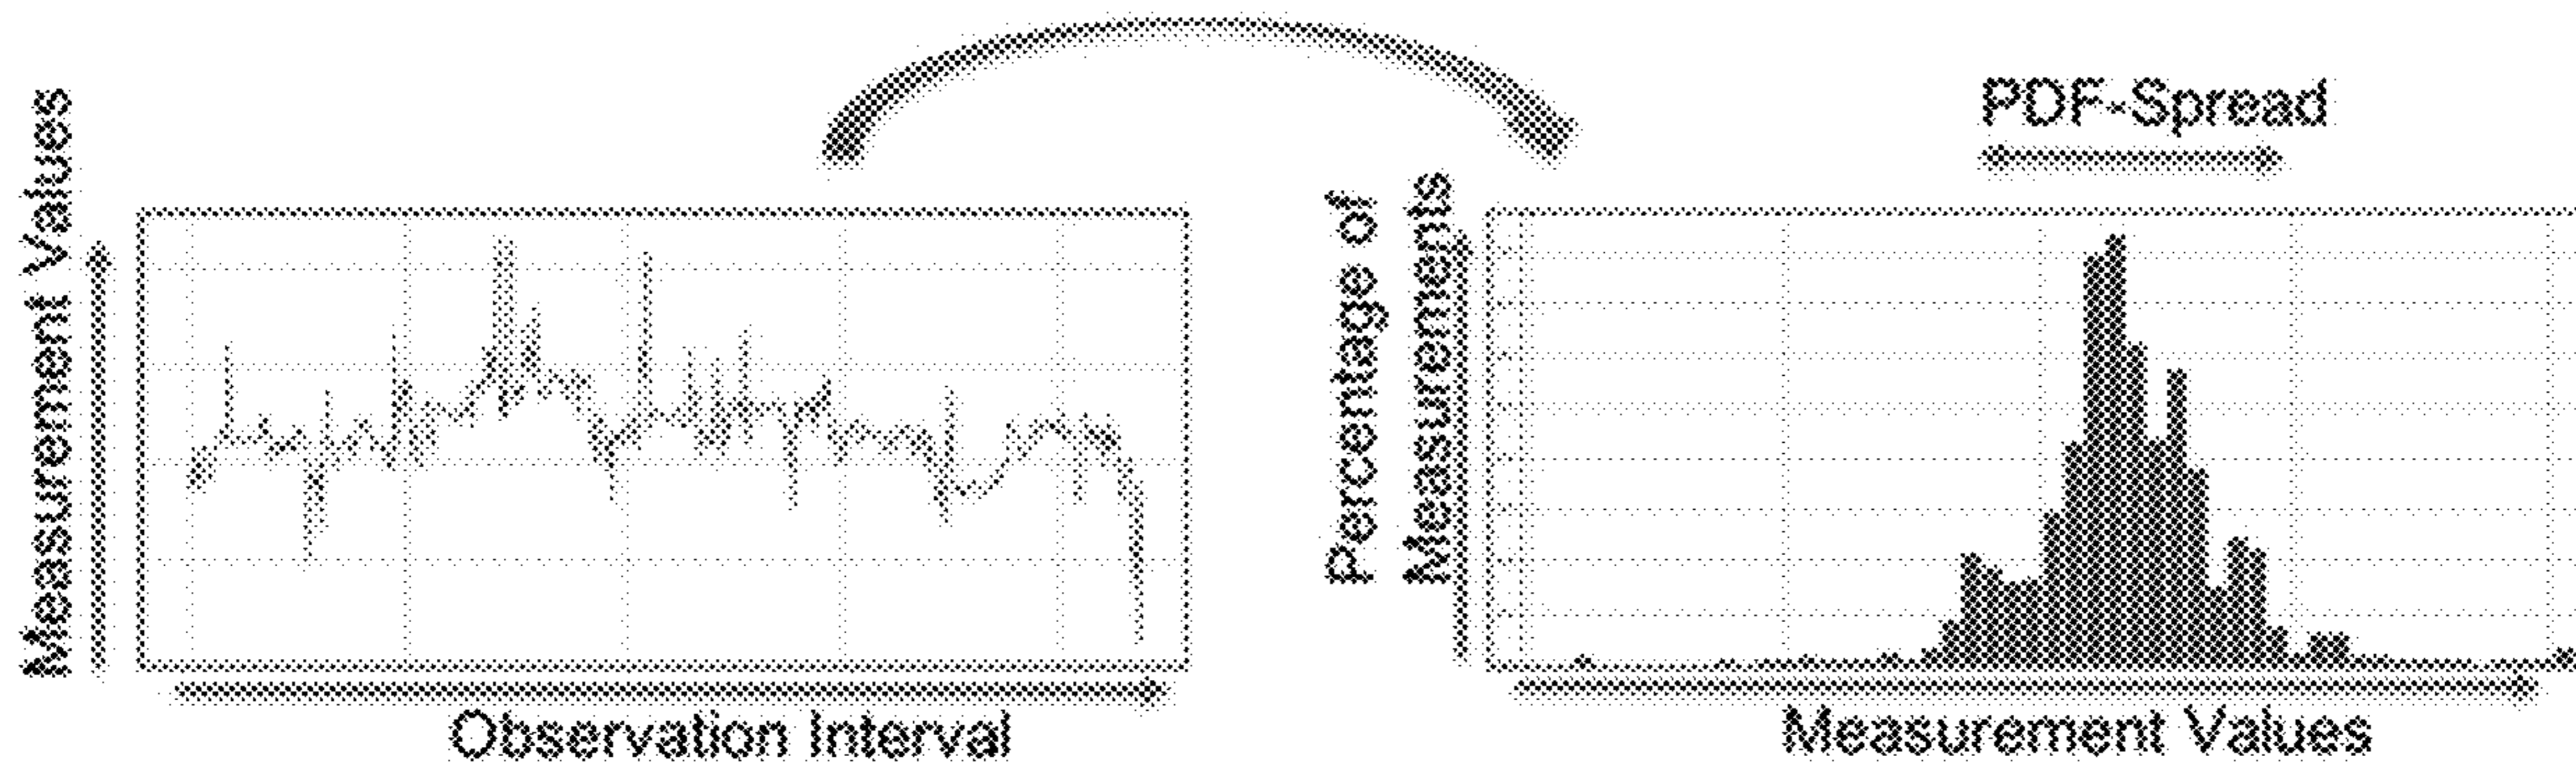 Measurement Values
Observation Interval
Percentage of
Measurements
PDF-Spread
Measurement Values